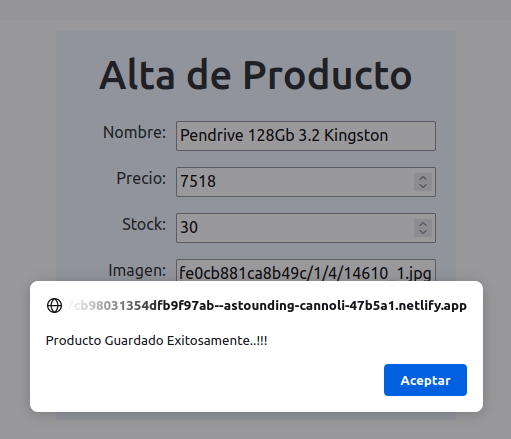 Alta de Producto
Nombre: Pendrive 128Gb 3.2 Kingston
Precio: 7518
Stock: 30
Imagen: fe0cb881ca8b49c/1/4/14610_1.jpg
cb98031354dfb9f97ab--astounding-cannoli-47b5a1.netlify.app
Producto Guardado Exitosamente..!!!
Aceptar